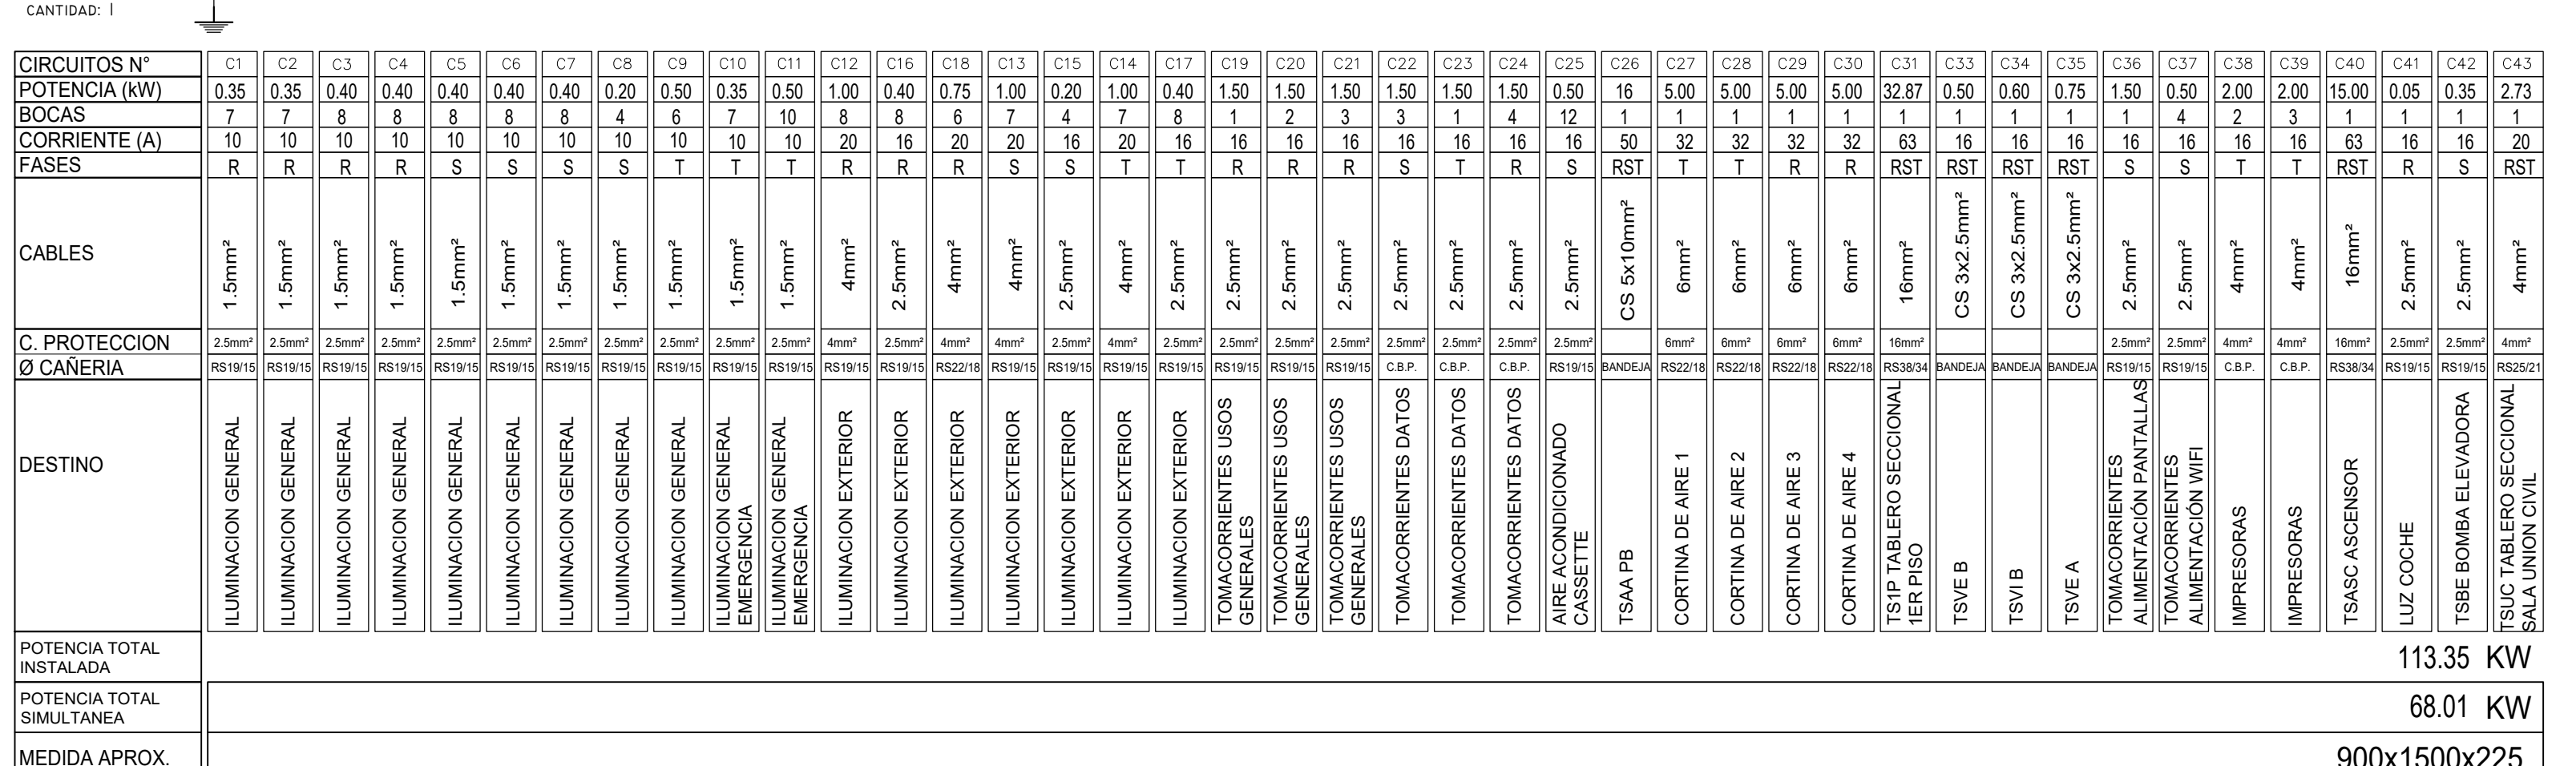 CANTIDAD: 1
CIRCUITOS N° C1 C2 C3 C4 C5 C6 C7 C8 C9 C10 C11 C12 C16 C18 C13 C15 C14 C17 C19 C20 C21 C22 C23 C24 C25 C26 C27 C28 C29 C30 C31 C33 C34 C35 C36 C37 C38 C39 C40 C41 C42 C43
POTENCIA (kW) 0.35 0.35 0.40 0.40 0.40 0.40 0.40 0.20 0.50 0.35 0.50 1.00 0.40 0.75 1.00 0.20 1.00 0.40 1.50 1.50 1.50 1.50 1.50 1.50 0.50 16 5.00 5.00 5.00 5.00 32.87 0.50 0.60 0.75 1.50 0.50 2.00 2.00 15.00 0.05 0.35 2.73
BOCAS 7 7 8 8 8 8 8 4 6 7 10 8 8 6 7 4 7 8 1 2 3 3 1 4 12 1 1 1 1 1 1 1 1 1 1 4 2 3 1 1 1 1
CORRIENTE (A) 10 10 10 10 10 10 10 10 10 10 10 20 16 20 20 16 20 16 16 16 16 16 16 16 16 50 32 32 32 32 63 16 16 16 16 16 16 16 63 16 16 20
FASES R R R R S S S S T T T R R R S S T T R R R S T R S RST T T R R RST RST RST RST S S T T RST R S RST
CABLES 1.5mm² 1.5mm² 1.5mm² 1.5mm² 1.5mm² 1.5mm² 1.5mm² 1.5mm² 1.5mm² 1.5mm² 1.5mm² 4mm² 2.5mm² 4mm² 4mm² 2.5mm² 4mm² 2.5mm² 2.5mm² 2.5mm² 2.5mm² 2.5mm² 2.5mm² 2.5mm² 2.5mm² CS 5x10mm² 6mm² 6mm² 6mm² 6mm² 16mm² CS 3x2.5mm² CS 3x2.5mm² CS 3x2.5mm² 2.5mm² 2.5mm² 4mm² 4mm² 16mm² 2.5mm² 2.5mm² 4mm²
C. PROTECCION 2.5mm² 2.5mm² 2.5mm² 2.5mm² 2.5mm² 2.5mm² 2.5mm² 2.5mm² 2.5mm² 2.5mm² 2.5mm² 4mm² 2.5mm² 4mm² 4mm² 2.5mm² 4mm² 2.5mm² 2.5mm² 2.5mm² 2.5mm² 2.5mm² 2.5mm² 2.5mm² 2.5mm² 6mm² 6mm² 6mm² 6mm² 16mm² 2.5mm² 2.5mm² 4mm² 4mm² 16mm² 2.5mm² 2.5mm² 4mm²
Ø CAÑERIA RS19/15 RS19/15 RS19/15 RS19/15 RS19/15 RS19/15 RS19/15 RS19/15 RS19/15 RS19/15 RS19/15 RS19/15 RS19/15 RS22/18 RS19/15 RS19/15 RS19/15 RS19/15 RS19/15 RS19/15 RS19/15 C.B.P. C.B.P. C.B.P. RS19/15 BANDEJA RS22/18 RS22/18 RS22/18 RS22/18 RS38/34 BANDEJA BANDEJA BANDEJA RS19/15 RS19/15 C.B.P. C.B.P. RS38/34 RS19/15 RS19/15 RS25/21
DESTINO
ILUMINACION GENERAL
ILUMINACION GENERAL
ILUMINACION GENERAL
ILUMINACION GENERAL
ILUMINACION GENERAL
ILUMINACION GENERAL
ILUMINACION GENERAL
ILUMINACION GENERAL
ILUMINACION GENERAL
ILUMINACION GENERAL
EMERGENCIA
ILUMINACION GENERAL
EMERGENCIA
ILUMINACION EXTERIOR
ILUMINACION EXTERIOR
ILUMINACION EXTERIOR
ILUMINACION EXTERIOR
ILUMINACION EXTERIOR
ILUMINACION EXTERIOR
ILUMINACION EXTERIOR
TOMACORRIENTES USOS
GENERALES
TOMACORRIENTES USOS
GENERALES
TOMACORRIENTES USOS
GENERALES
TOMACORRIENTES DATOS
TOMACORRIENTES DATOS
TOMACORRIENTES DATOS
AIRE ACONDICIONADO
CASSETTE
TSAA PB
CORTINA DE AIRE 1
CORTINA DE AIRE 2
CORTINA DE AIRE 3
CORTINA DE AIRE 4
TS1P TABLERO SECCIONAL
1ER PISO
TSVE B
TSVI B
TSVE A
TOMACORRIENTES
ALIMENTACIÓN PANTALLAS
TOMACORRIENTES
ALIMENTACIÓN WIFI
IMPRESORAS
IMPRESORAS
TSASC ASCENSOR
LUZ COCHE
TSBE BOMBA ELEVADORA
TSUC TABLERO SECCIONAL
SALA UNION CIVIL
POTENCIA TOTAL
INSTALADA
113.35 KW
POTENCIA TOTAL
SIMULTANEA
68.01 KW
MEDIDA APROX.
900x1500x225